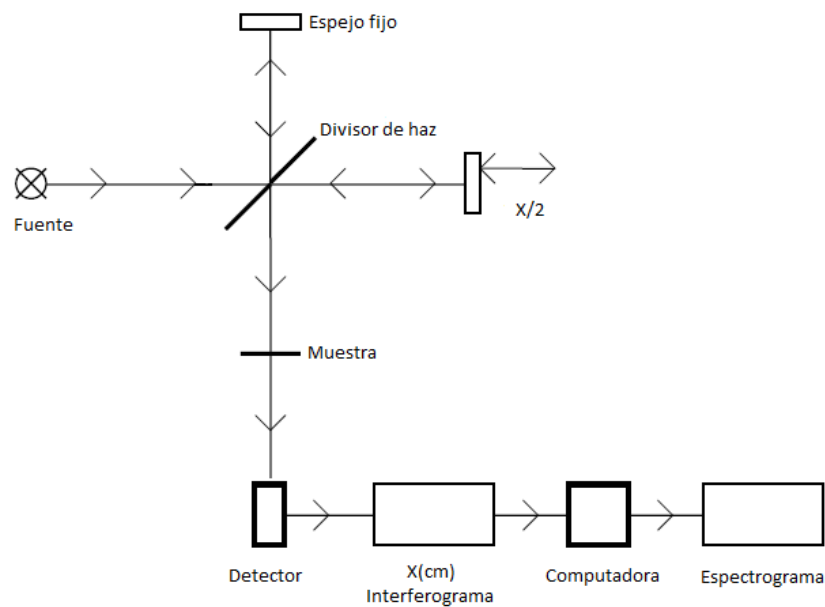 Espejo fijo
Divisor de haz
Fuente
X/2
Muestra
Detector
X(cm)
Interferograma
Computadora
Espectrograma